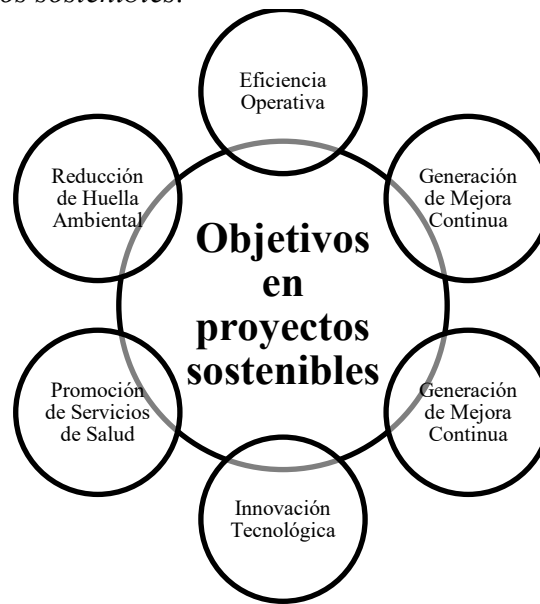 os sostenibles.
Eficiencia
Operativa
Reducción
de Huella
Ambiental
Generación
de Mejora
Continua
Objetivos
en
proyectos
sostenibles
Promoción
de Servicios
de Salud
Generación
de Mejora
Continua
Innovación
Tecnológica